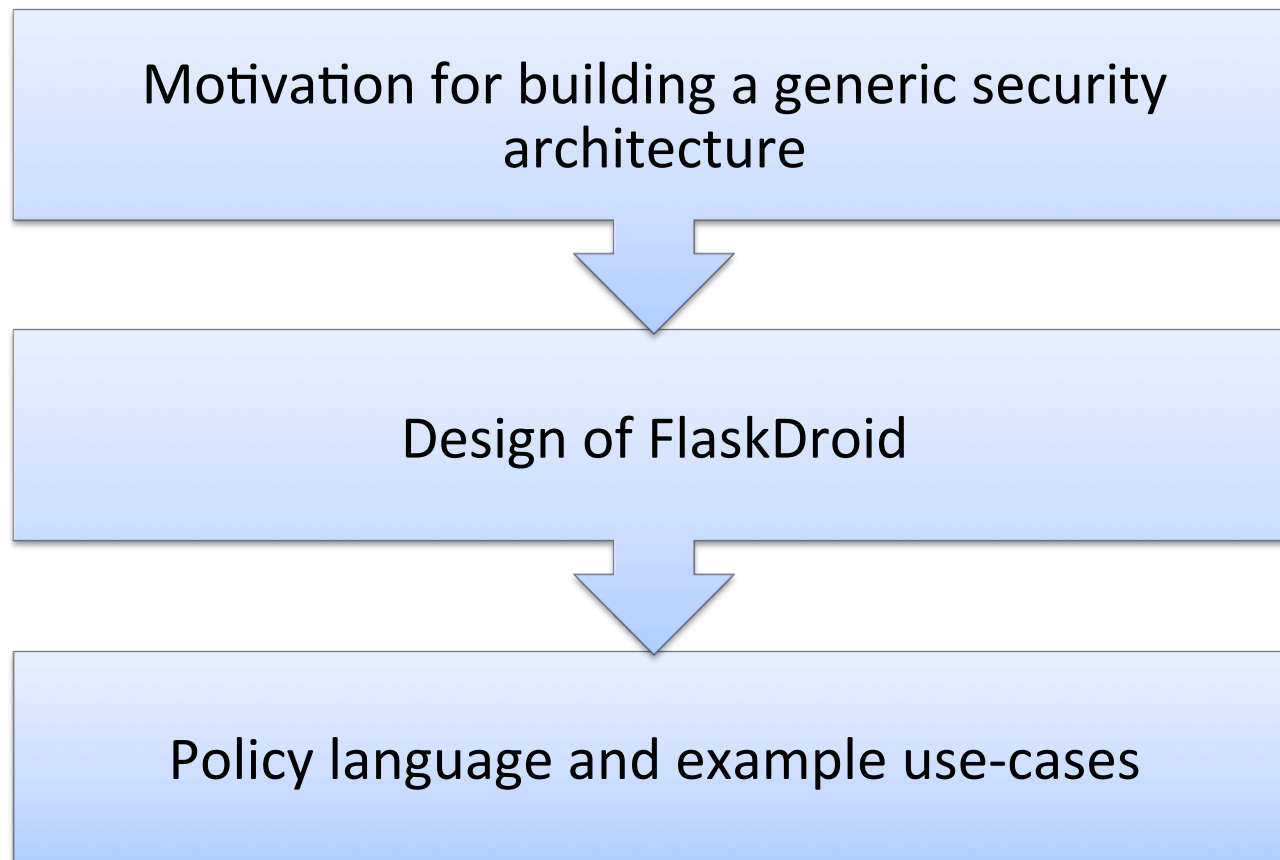 Motivation for building a generic security
architecture
Design of FlaskDroid
Policy language and example use-cases